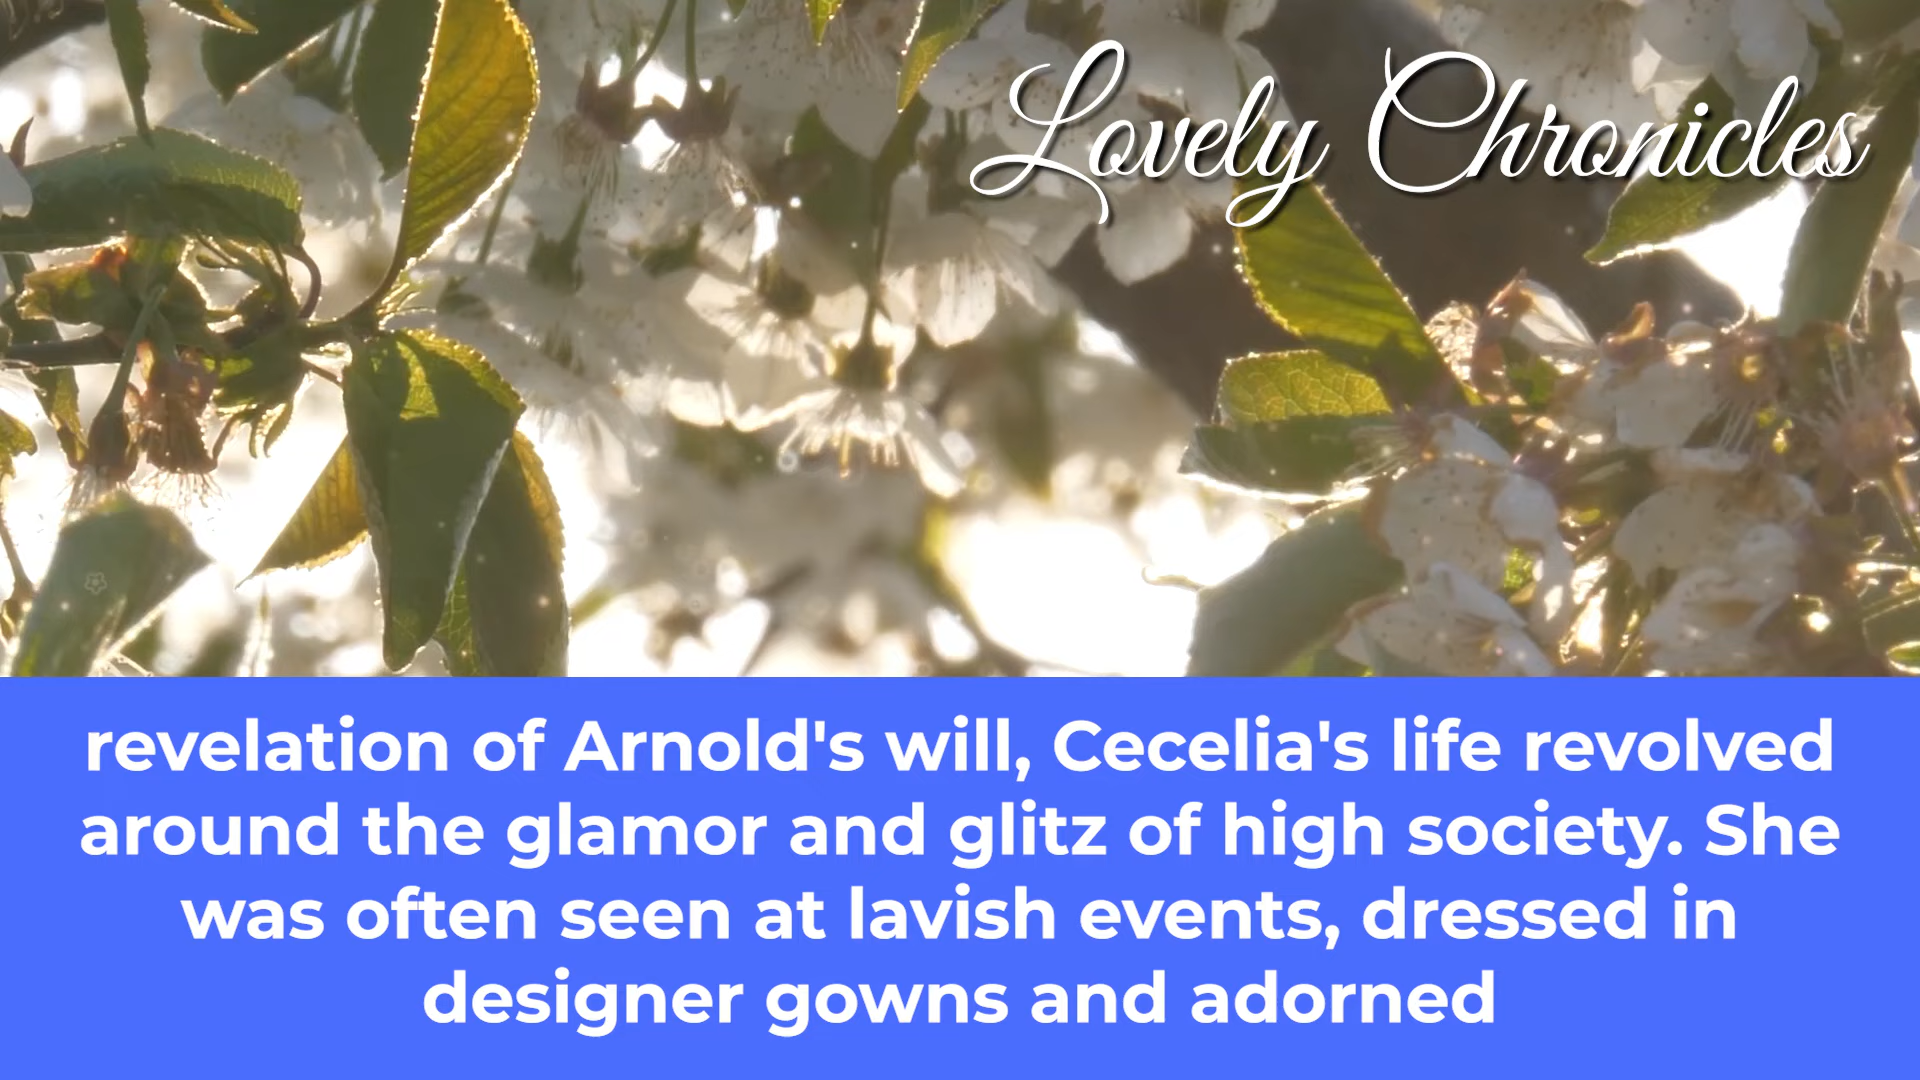 Lovely Chronicles
revelation of Arnold's will, Cecelia's life revolved
around the glamor and glitz of high society. She
was often seen at lavish events, dressed in
designer gowns and adorned